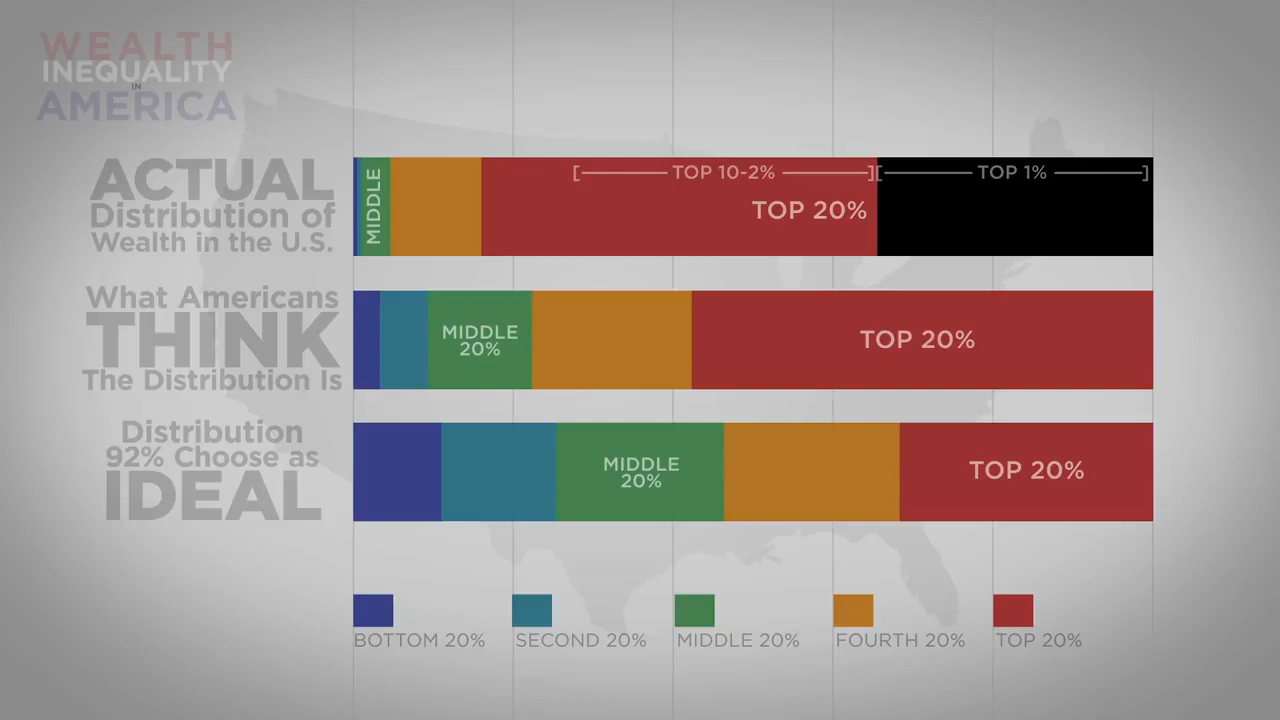 WEALTH
INEQUALITY
IN
AMERICA
ACTUAL
Distribution of
Wealth in the U.S.
MIDDLE
TOP 10-2%
TOP 1%
TOP 20%
What Americans
THINK
The Distribution Is
MIDDLE
20%
TOP 20%
Distribution
92% Choose as
IDEAL
MIDDLE
20%
TOP 20%
BOTTOM 20%
SECOND 20%
MIDDLE 20%
FOURTH 20%
TOP 20%